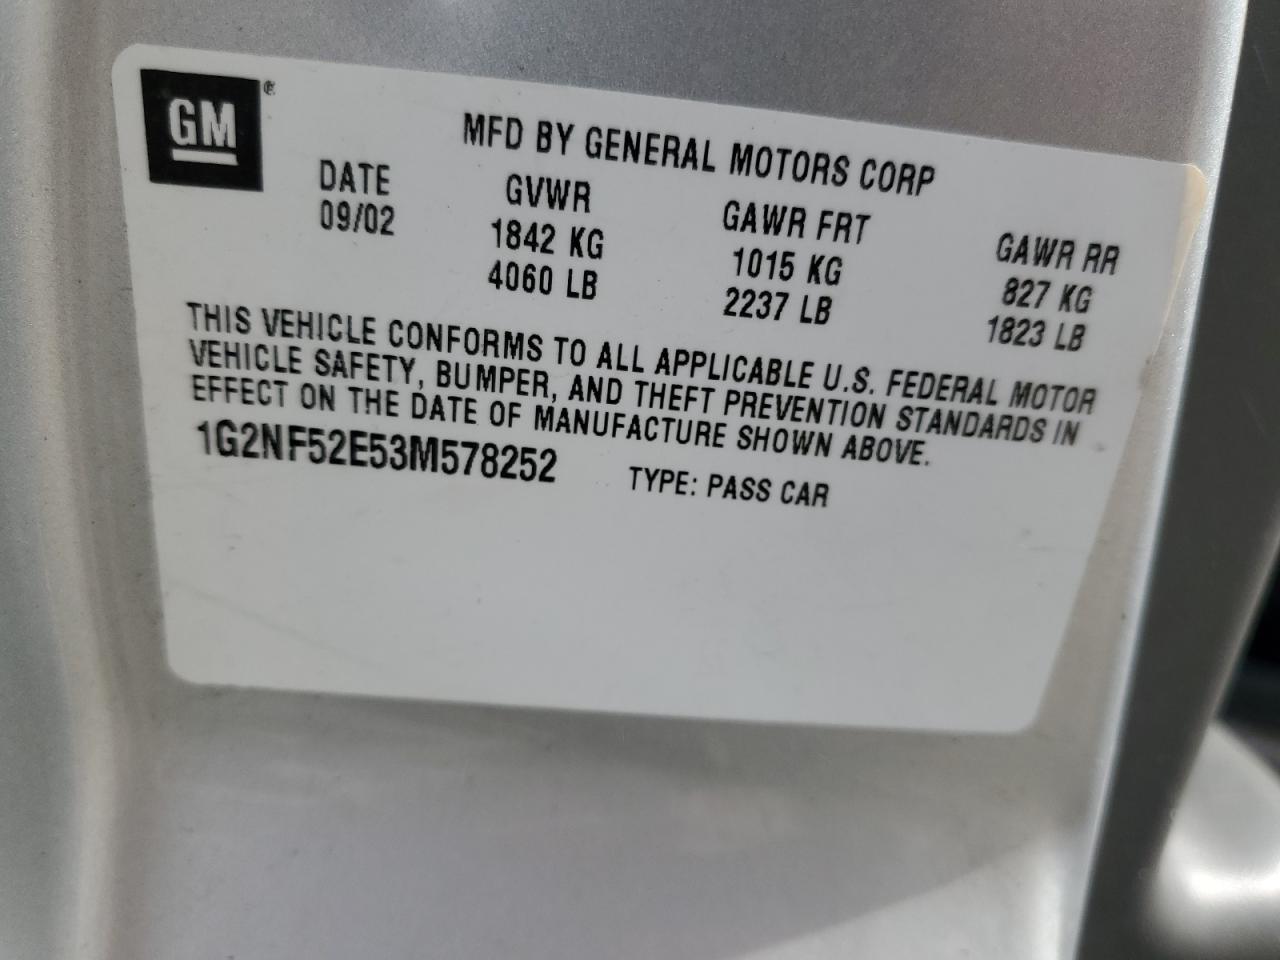 GM
MFD BY GENERAL MOTORS CORP
DATE GVWR GAWR FRT GAWR RR
09/02 1842 KG 1015 KG 827 KG
4060 LB 2237 LB 1823 LB
THIS VEHICLE CONFORMS TO ALL APPLICABLE U.S. FEDERAL MOTOR
VEHICLE SAFETY, BUMPER, AND THEFT PREVENTION STANDARDS IN
EFFECT ON THE DATE OF MANUFACTURE SHOWN ABOVE.
1G2NF52E53M578252 TYPE: PASS CAR